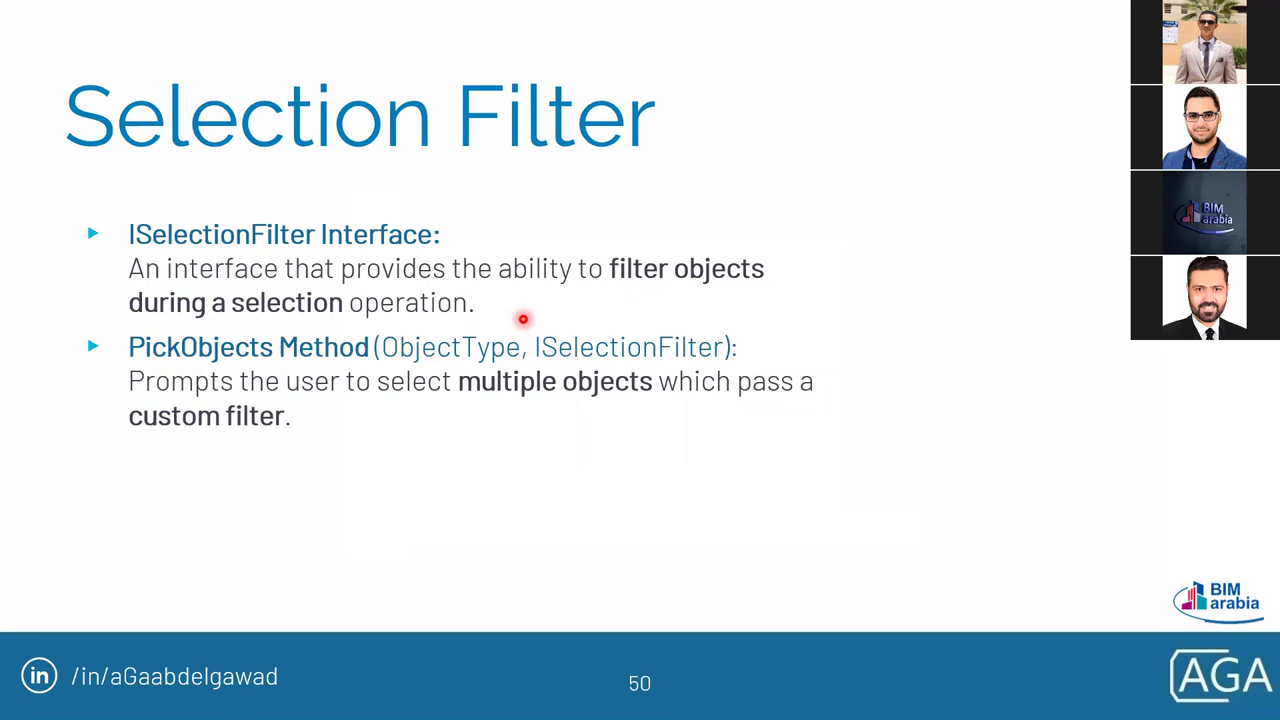 Selection Filter
ISelectionFilter Interface:
An interface that provides the ability to filter objects
during a selection operation.
PickObjects Method (ObjectType, ISelectionFilter):
Prompts the user to select multiple objects which pass a
custom filter.
BIM
arabia
BIM
arabia
in /in/aGaabdelgawad
50
AGA